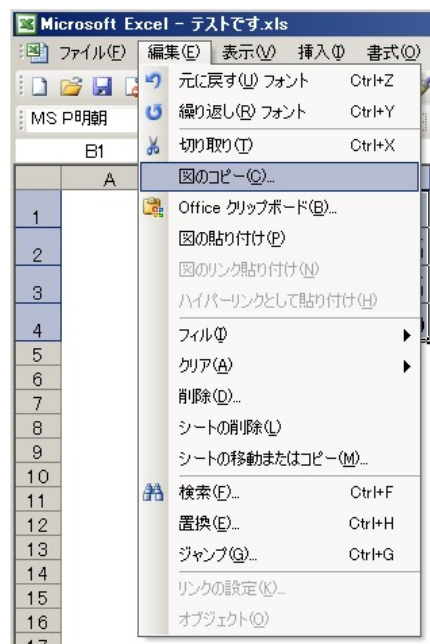 Microsoft Excel - テストです.xls
ファイル(F) 編集(E) 表示(V) 挿入(I) 書式(O)
元に戻す(U) フォント Ctrl+Z
MS P明朝
繰り返し(R) フォント Ctrl+Y
B1
切り取り(T) Ctrl+X
A
図のコピー(C)...
1
Office クリップボード(B)...
図の貼り付け(P)
2
図のリンク貼り付け(N)
3
ハイパーリンクとして貼り付け(H)
4
フィル(I)
5
クリア(A)
6
7
削除(D)...
8
シートの削除(L)
9
シートの移動またはコピー(M)...
10
11
検索(F)... Ctrl+F
12
置換(E)... Ctrl+H
13
ジャンプ(G)... Ctrl+G
14
リンクの設定(K)...
15
16
オブジェクト(O)
17